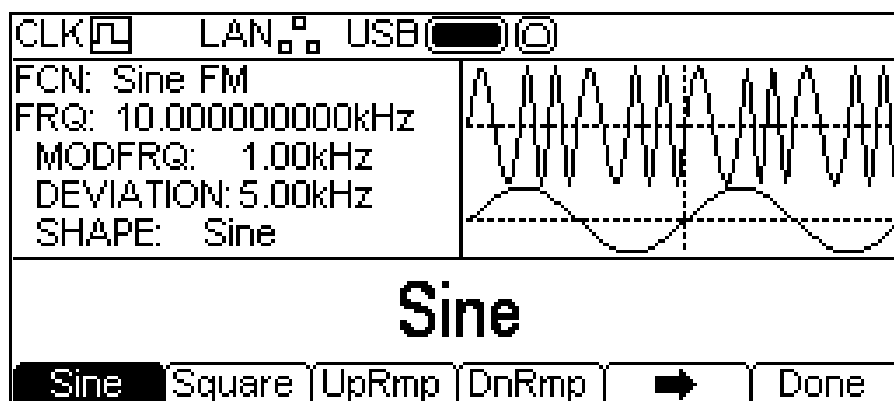 CLK LAN USB
FCN: Sine FM
FRQ: 10.000000000kHz
MODFRQ: 1.00kHz
DEVIATION: 5.00kHz
SHAPE: Sine
Sine
Sine Square UpRmp DnRmp Done